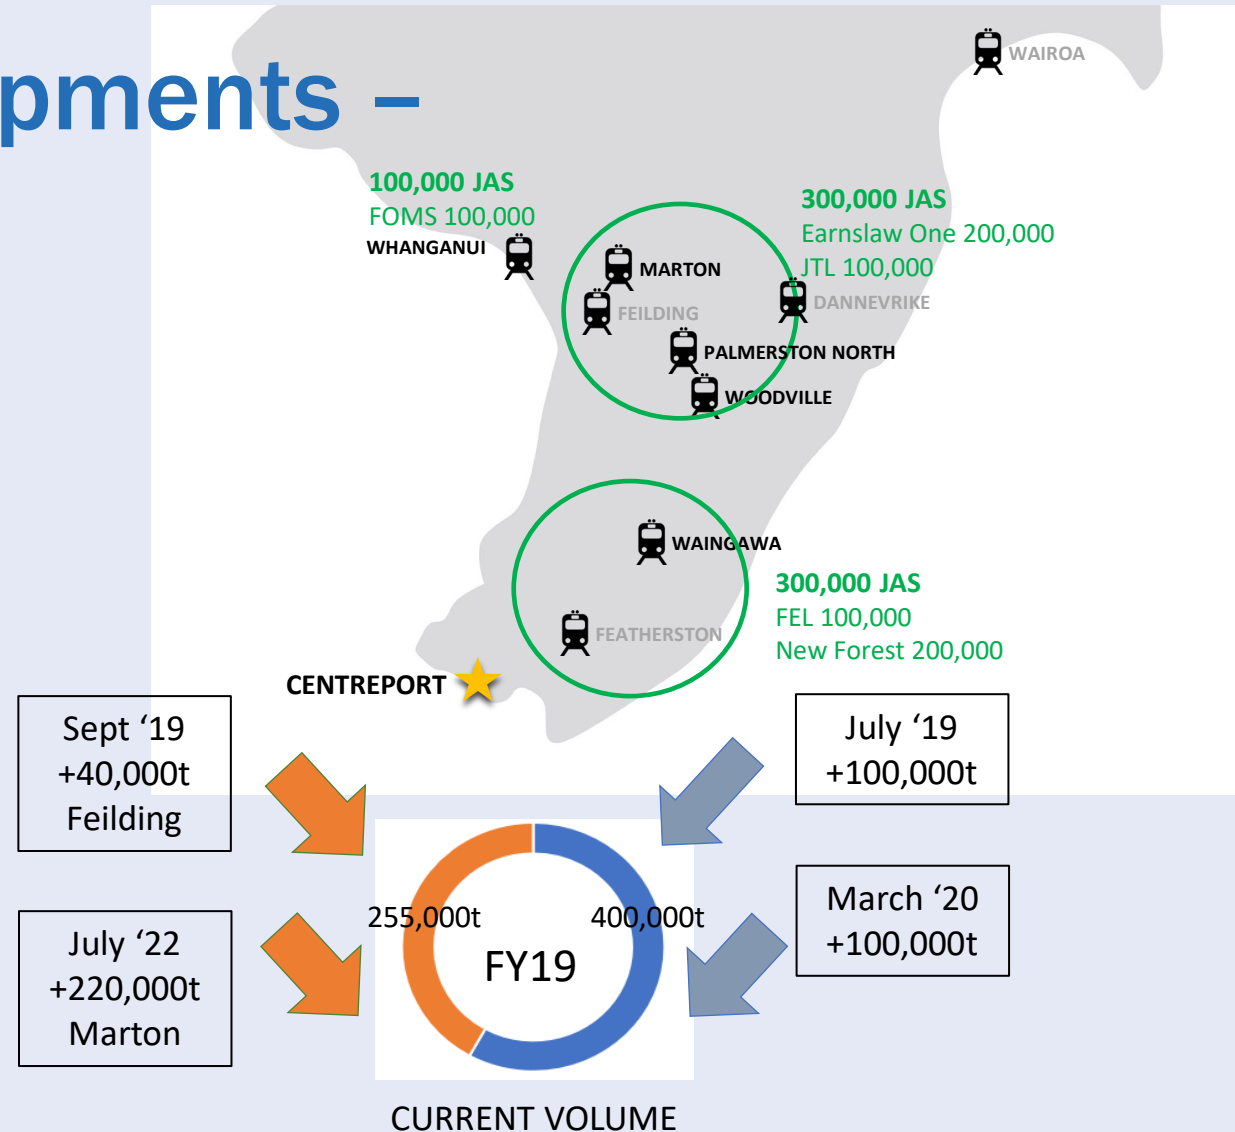 pments –
WAIROA
100,000 JAS
FOMS 100,000
WHANGANUI
300,000 JAS
Earnslaw One 200,000
JTL 100,000
MARTON
FEILDING
DANNEVRIKE
PALMERSTON NORTH
WOODVILLE
WAINGAWA
300,000 JAS
FEL 100,000
New Forest 200,000
FEATHERSTON
CENTREPORT
Sept ‘19
+40,000t
Feilding
July ‘19
+100,000t
July ‘22
+220,000t
Marton
March ‘20
+100,000t
255,000t
400,000t
FY19
CURRENT VOLUME